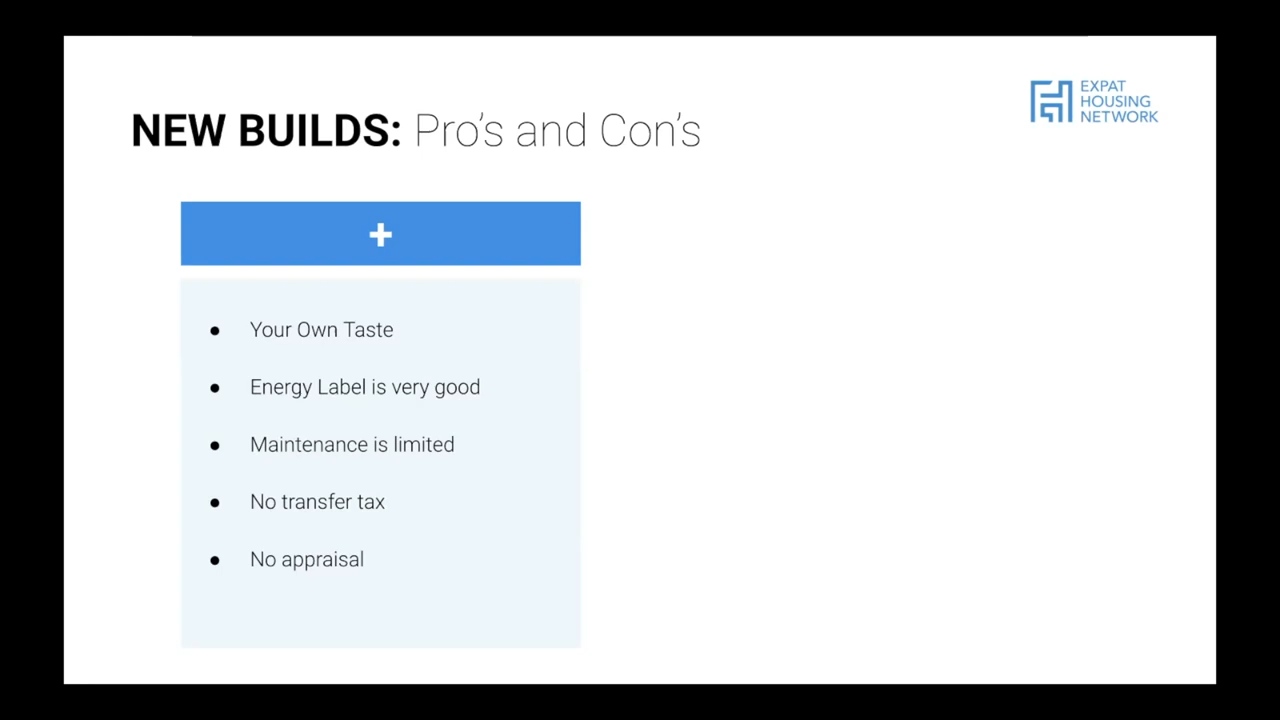 NEW BUILDS: Pro's and Con's
EXPAT
HOUSING
NETWORK
+
● Your Own Taste
● Energy Label is very good
● Maintenance is limited
● No transfer tax
● No appraisal